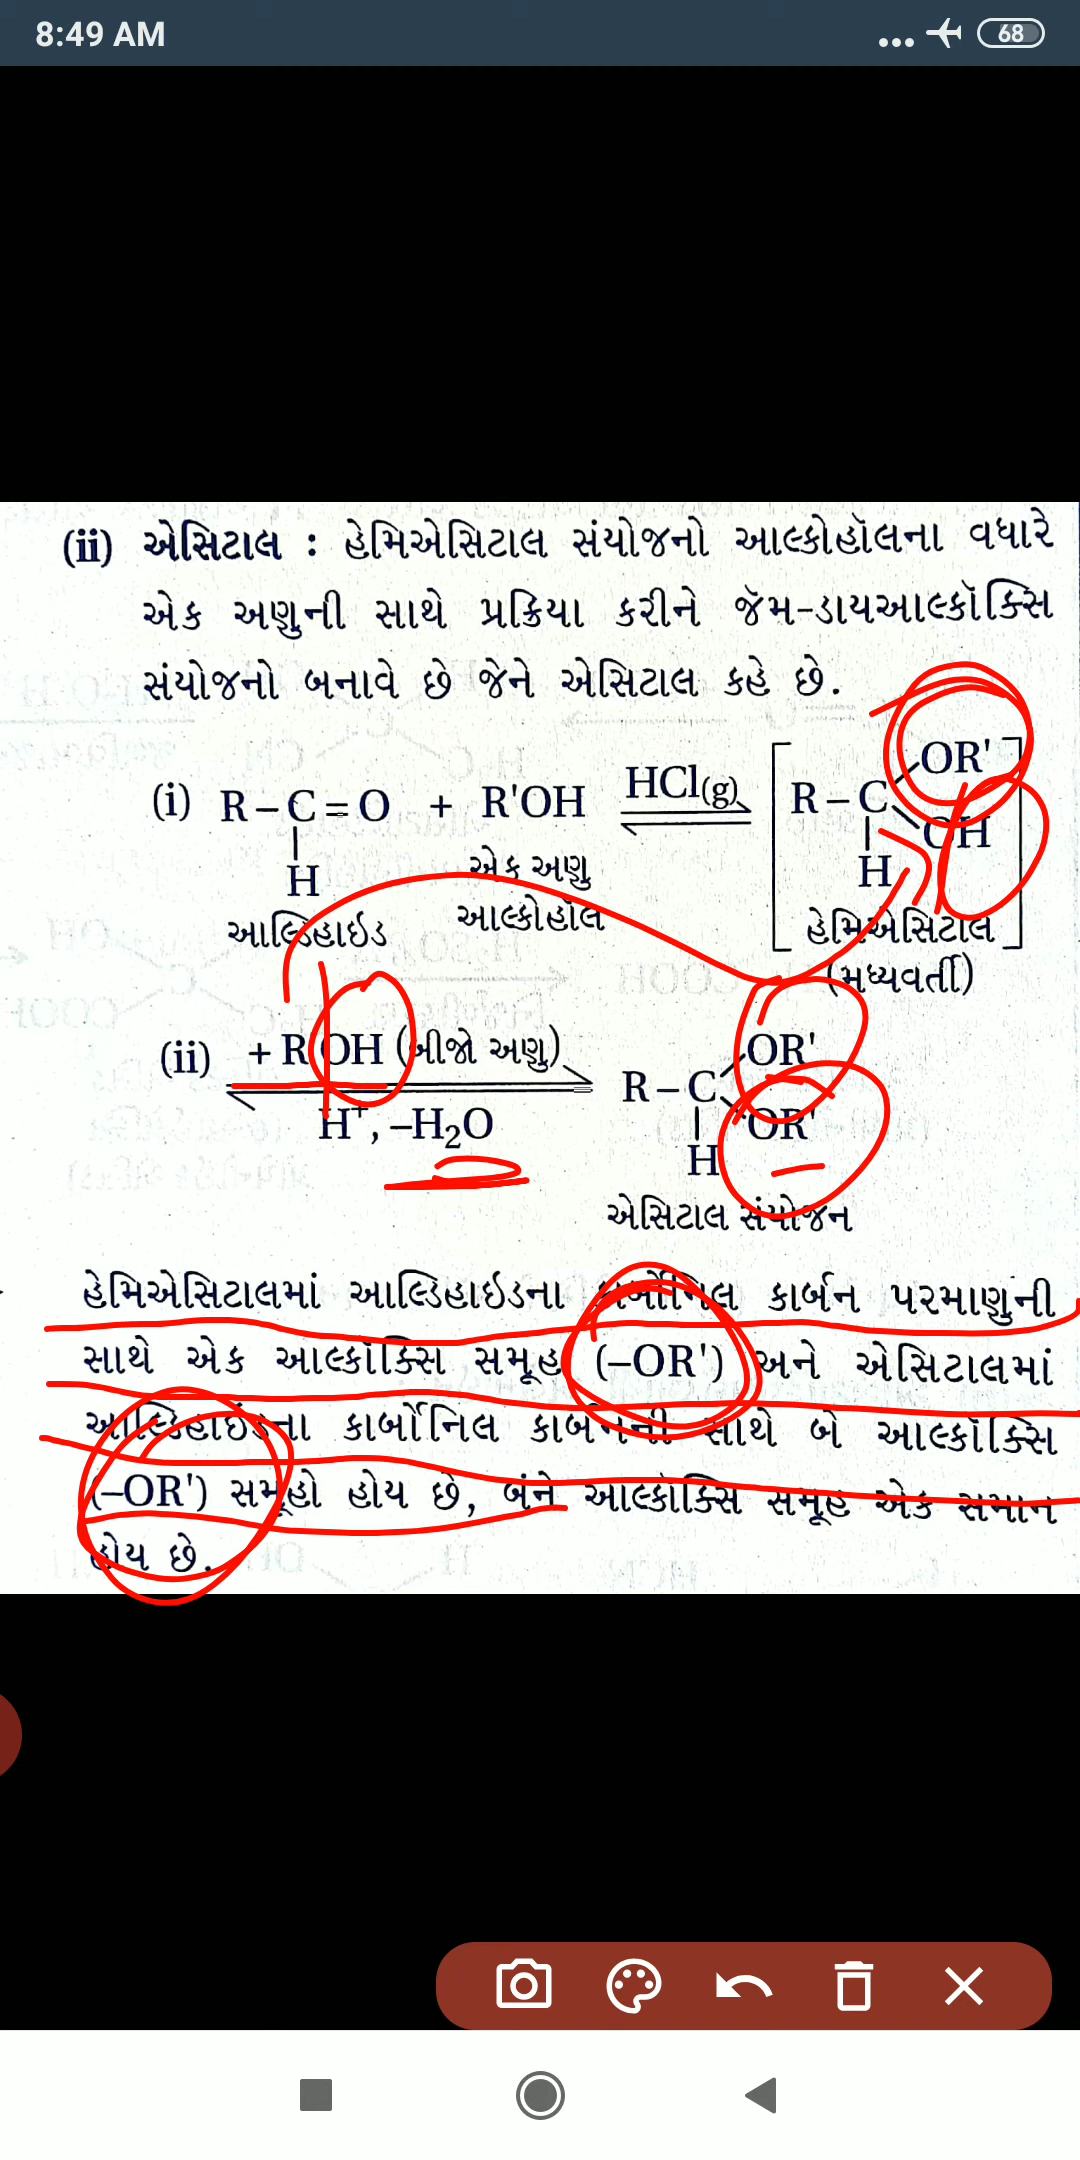 8:49 AM
68
(ii) એસિટાલ : હેમિએસિટાલ સંયોજનો આલ્કોહૉલના વધારે
એક અણુની સાથે પ્રક્રિયા કરીને જૅમ-ડાયઆલ્કૉક્સિ
સંયોજનો બનાવે છે જેને એસિટાલ કહે છે.
(i) R–C=O + R'OH HCl(g) R–C OR'
OH
H H
એક અણુ
આલ્ડિહાઇડ આલ્કોહૉલ હેમિએસિટાલ
(મધ્યવર્તી)
(ii) +R'OH (બીજો અણુ) OR'
R–C
H⁺, –H₂O OR'
H
એસિટાલ સંયોજન
હેમિએસિટાલમાં આલ્ડિહાઇડના કાર્બોનિલ કાર્બન પરમાણુની
સાથે એક આલ્કૉક્સિ સમૂહ (–OR') અને એસિટાલમાં
આલ્ડિહાઇડના કાર્બોનિલ કાર્બનની સાથે બે આલ્કૉક્સિ
(–OR') સમૂહો હોય છે, બંને આલ્કૉક્સિ સમૂહ એક સમાન
હોય છે.